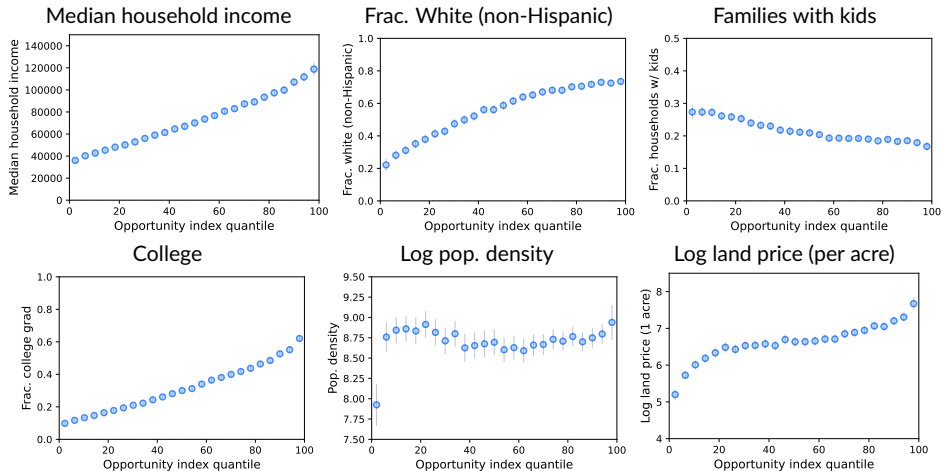 Median household income
Frac. White (non-Hispanic)
Families with kids
Median household income
140000
120000
100000
80000
60000
40000
20000
0
0 20 40 60 80 100
Opportunity index quantile
Frac. white (non-Hispanic)
1.0
0.8
0.6
0.4
0.2
0.0
0 20 40 60 80 100
Opportunity index quantile
Frac. households w/ kids
0.5
0.4
0.3
0.2
0.1
0.0
0 20 40 60 80 100
Opportunity index quantile
College
Log pop. density
Log land price (per acre)
Frac. college grad
1.0
0.8
0.6
0.4
0.2
0.0
0 20 40 60 80 100
Opportunity index quantile
Pop. density
9.50
9.25
9.00
8.75
8.50
8.25
8.00
7.75
7.50
0 20 40 60 80 100
Opportunity index quantile
Log land price (1 acre)
8
7
6
5
4
0 20 40 60 80 100
Opportunity index quantile